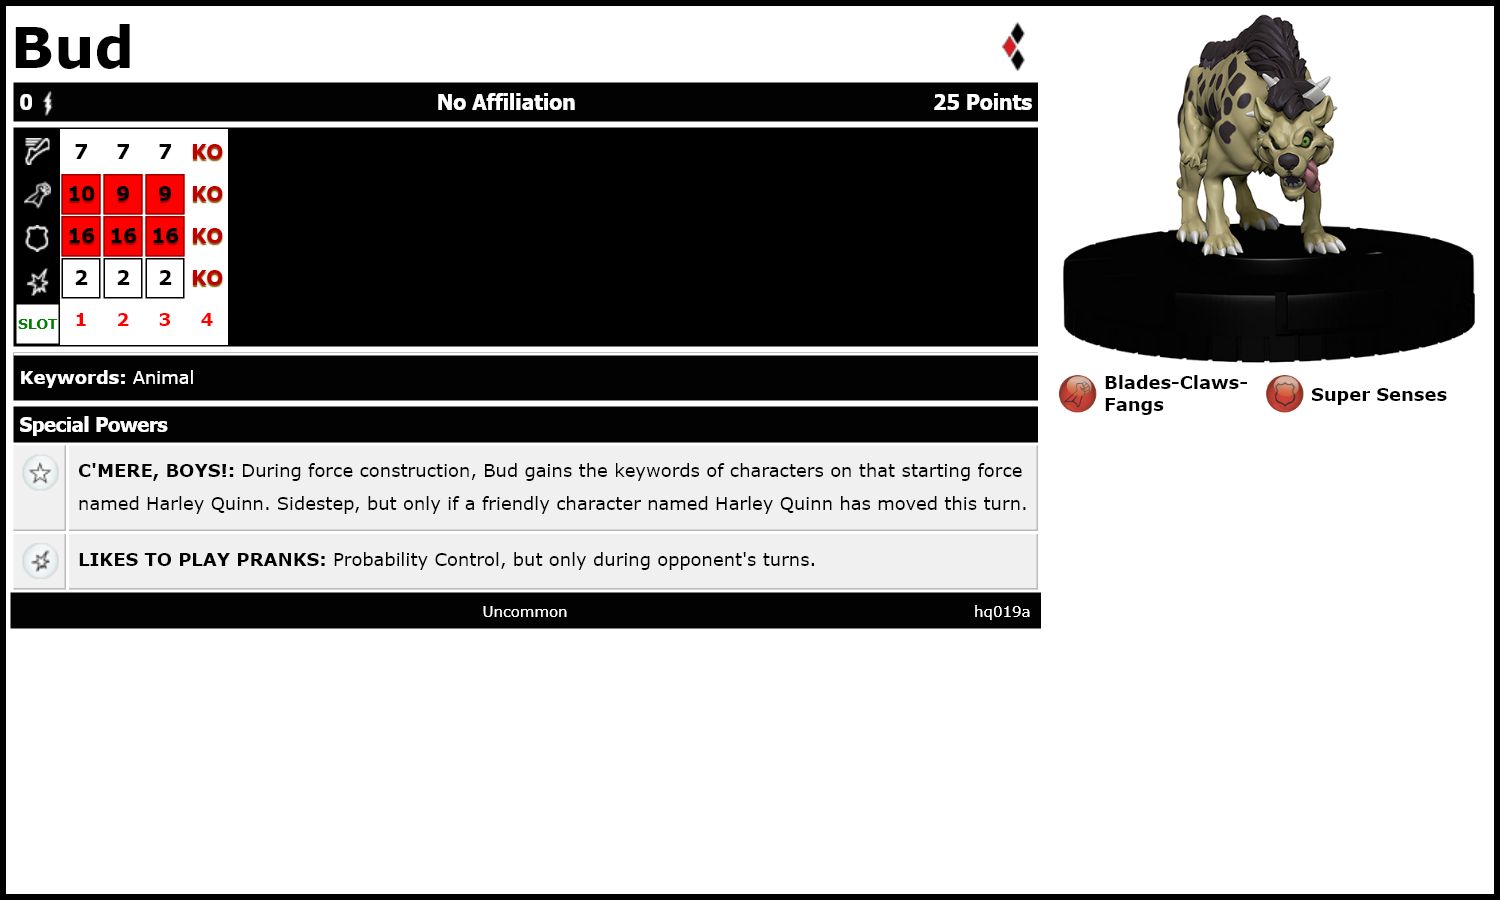 Bud
0 No Affiliation 25 Points
7 7 7 KO
10 9 9 KO
16 16 16 KO
2 2 2 KO
SLOT 1 2 3 4
Keywords: Animal
Special Powers
C'MERE, BOYS!: During force construction, Bud gains the keywords of characters on that starting force
named Harley Quinn. Sidestep, but only if a friendly character named Harley Quinn has moved this turn.
LIKES TO PLAY PRANKS: Probability Control, but only during opponent's turns.
Uncommon hq019a
Blades-Claws-
Fangs
Super Senses